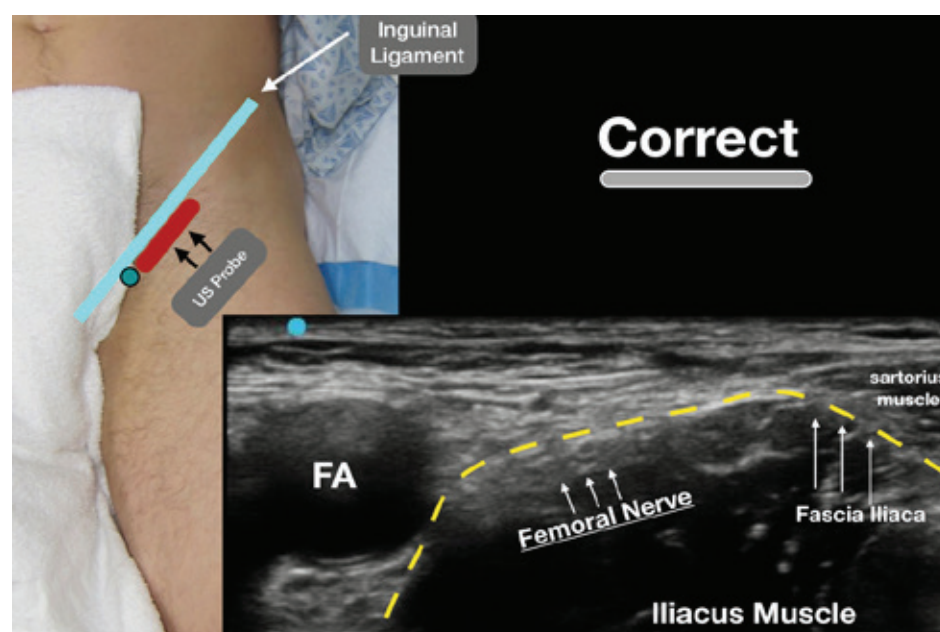 Inguinal
Ligament
Correct
US Probe
sartorius
muscle
FA
Femoral Nerve
Fascia Iliaca
Iliacus Muscle